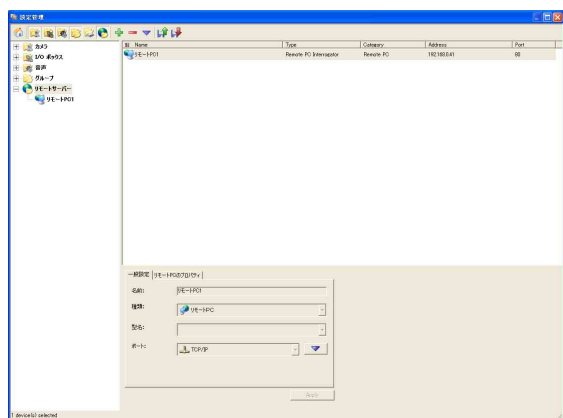 設定管理
Name Type Category Address Port
リモートPC1 Remote PC Interrogator Remote PC 192.168.0.41 80
カメラ
I/O ボックス
音声
グループ
リモートサーバー
リモートPC1
一般設定 リモートPCのプロパティ
名前: リモートPC1
種類: リモートPC
型名:
ポート: TCP/IP
Apply
1 device(s) selected